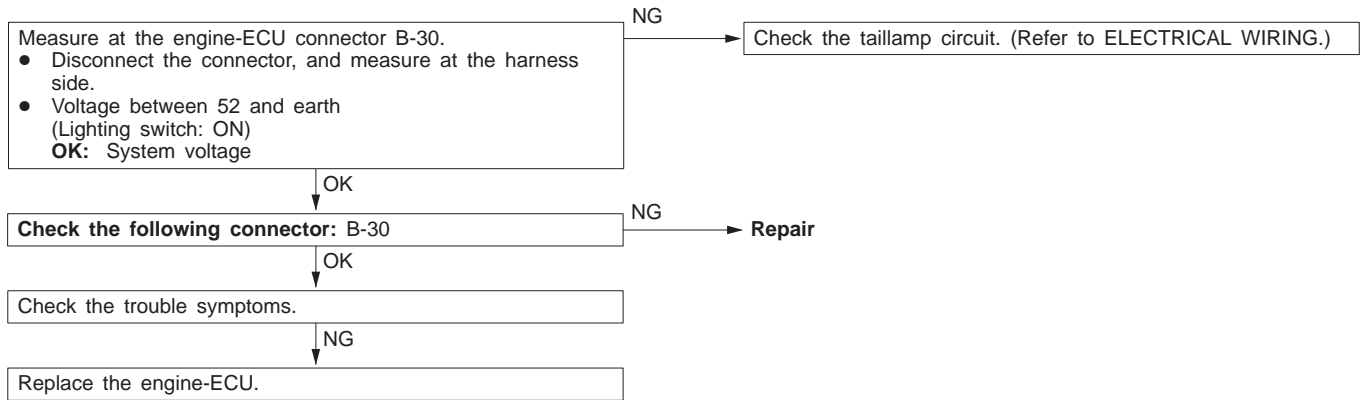 NG
Measure at the engine-ECU connector B-30.
● Disconnect the connector, and measure at the harness
side.
● Voltage between 52 and earth
(Lighting switch: ON)
OK: System voltage
Check the taillamp circuit. (Refer to ELECTRICAL WIRING.)
OK
Check the following connector: B-30
NG
Repair
OK
Check the trouble symptoms.
NG
Replace the engine-ECU.